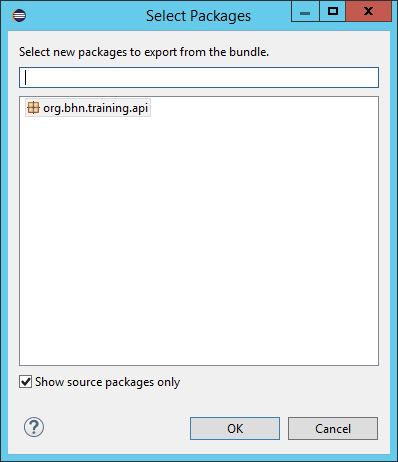 Select Packages
Select new packages to export from the bundle.
org.bhn.training.api
Show source packages only
?
OK
Cancel